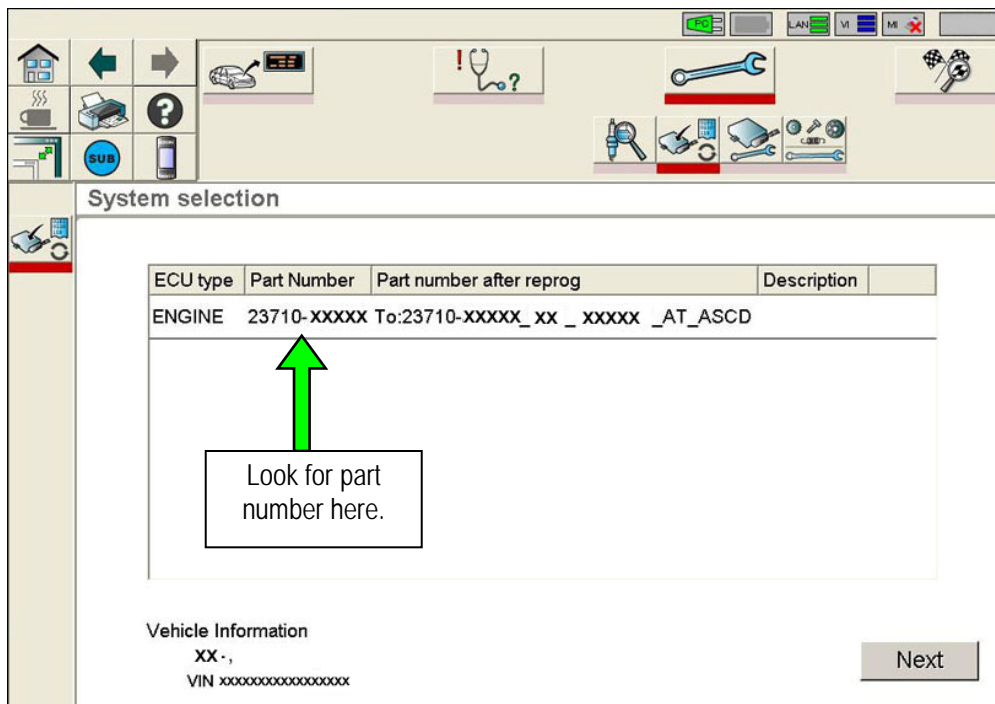 PC LAN VI MI
! ?
?
SUB
System selection
ECU type Part Number Part number after reprog Description
ENGINE 23710-XXXXX To:23710-XXXXX_ XX _ XXXXX _AT_ASCD
Look for part
number here.
Vehicle Information
XX -,
VIN xxxxxxxxxxxxxxxxx
Next